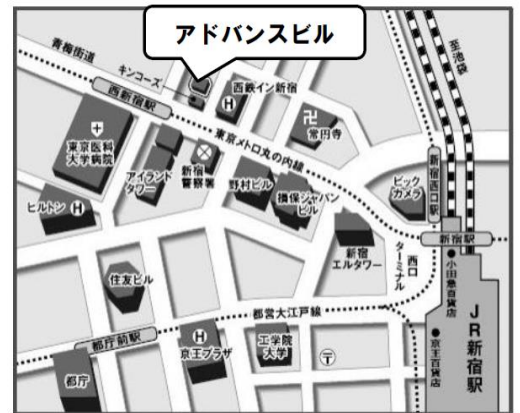 アドバンスビル
青梅街道
キンコーズ
西鉄イン新宿
H
至池袋
西新宿駅
東京メトロ丸の内線
卍
常円寺
東京医科
大学病院
アイランド
タワー
新宿
警察署
野村ビル
損保ジャパン
ビル
ビック
カメラ
新宿西口駅
ヒルトン H
新宿
エルタワー
西口
ターミナル
新宿駅
小田急百貨店
住友ビル
都営大江戸線
JR新宿駅
都庁前駅
H
京王プラザ
工学院
大学
〒
京王百貨店
都庁